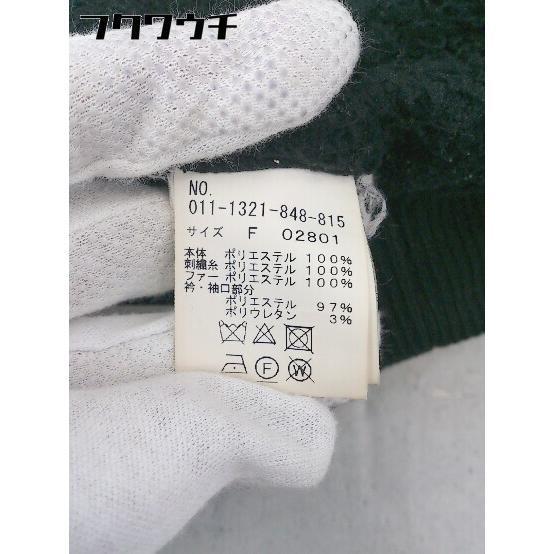 フクウクチ
NO.
011-1321-848-815
サイズ F 02801
本体 ポリエステル 100%
刺繍糸 ポリエステル 100%
ファー ポリエステル 100%
衿・袖口部分
ポリエステル 97%
ポリウレタン 3%
F W